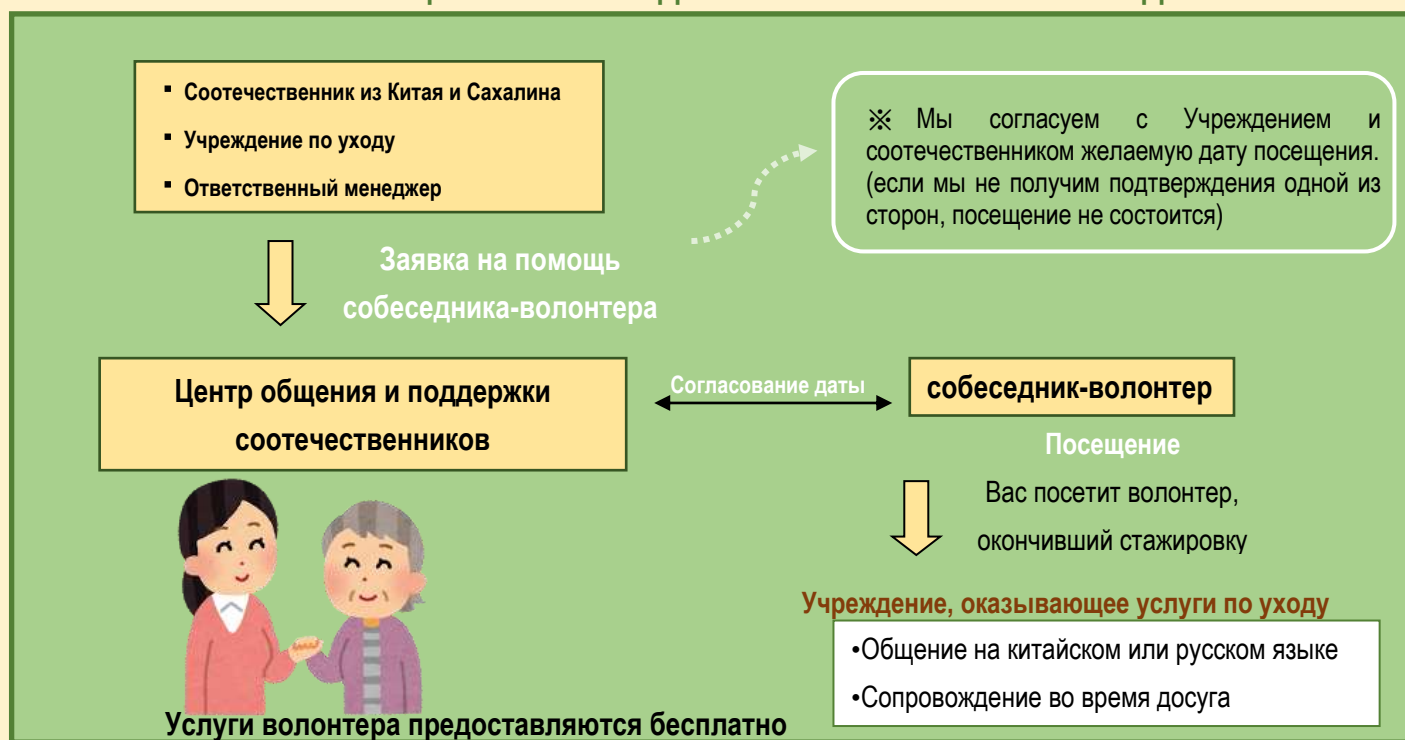 ▪ Соотечественник из Китая и Сахалина
▪ Учреждение по уходу
▪ Ответственный менеджер
※ Мы согласуем с Учреждением и
соотечественником желаемую дату посещения.
(если мы не получим подтверждения одной из
сторон, посещение не состоится)
Заявка на помощь
собеседника-волонтера
Центр общения и поддержки
соотечественников
Согласование даты
собеседник-волонтер
Посещение
Вас посетит волонтер,
окончивший стажировку
Учреждение, оказывающее услуги по уходу
•Общение на китайском или русском языке
•Сопровождение во время досуга
Услуги волонтера предоставляются бесплатно